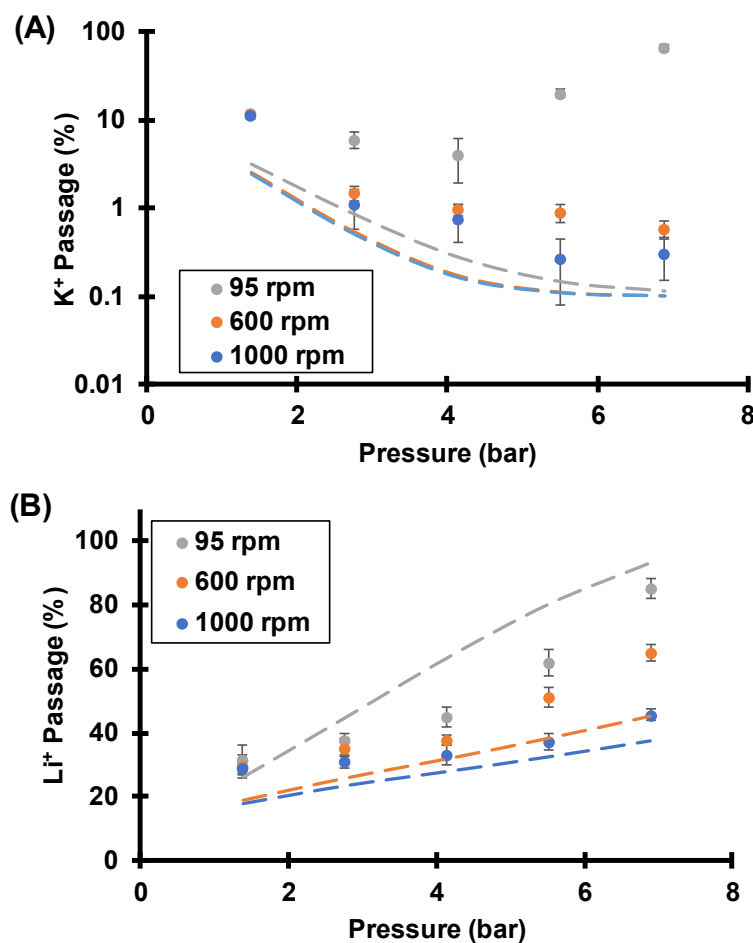 (A)
100
10
1
0.1
0.01
K⁺ Passage (%)
95 rpm
600 rpm
1000 rpm
0 2 4 6 8
Pressure (bar)
(B)
100
80
60
40
20
0
Li⁺ Passage (%)
95 rpm
600 rpm
1000 rpm
0 2 4 6 8
Pressure (bar)